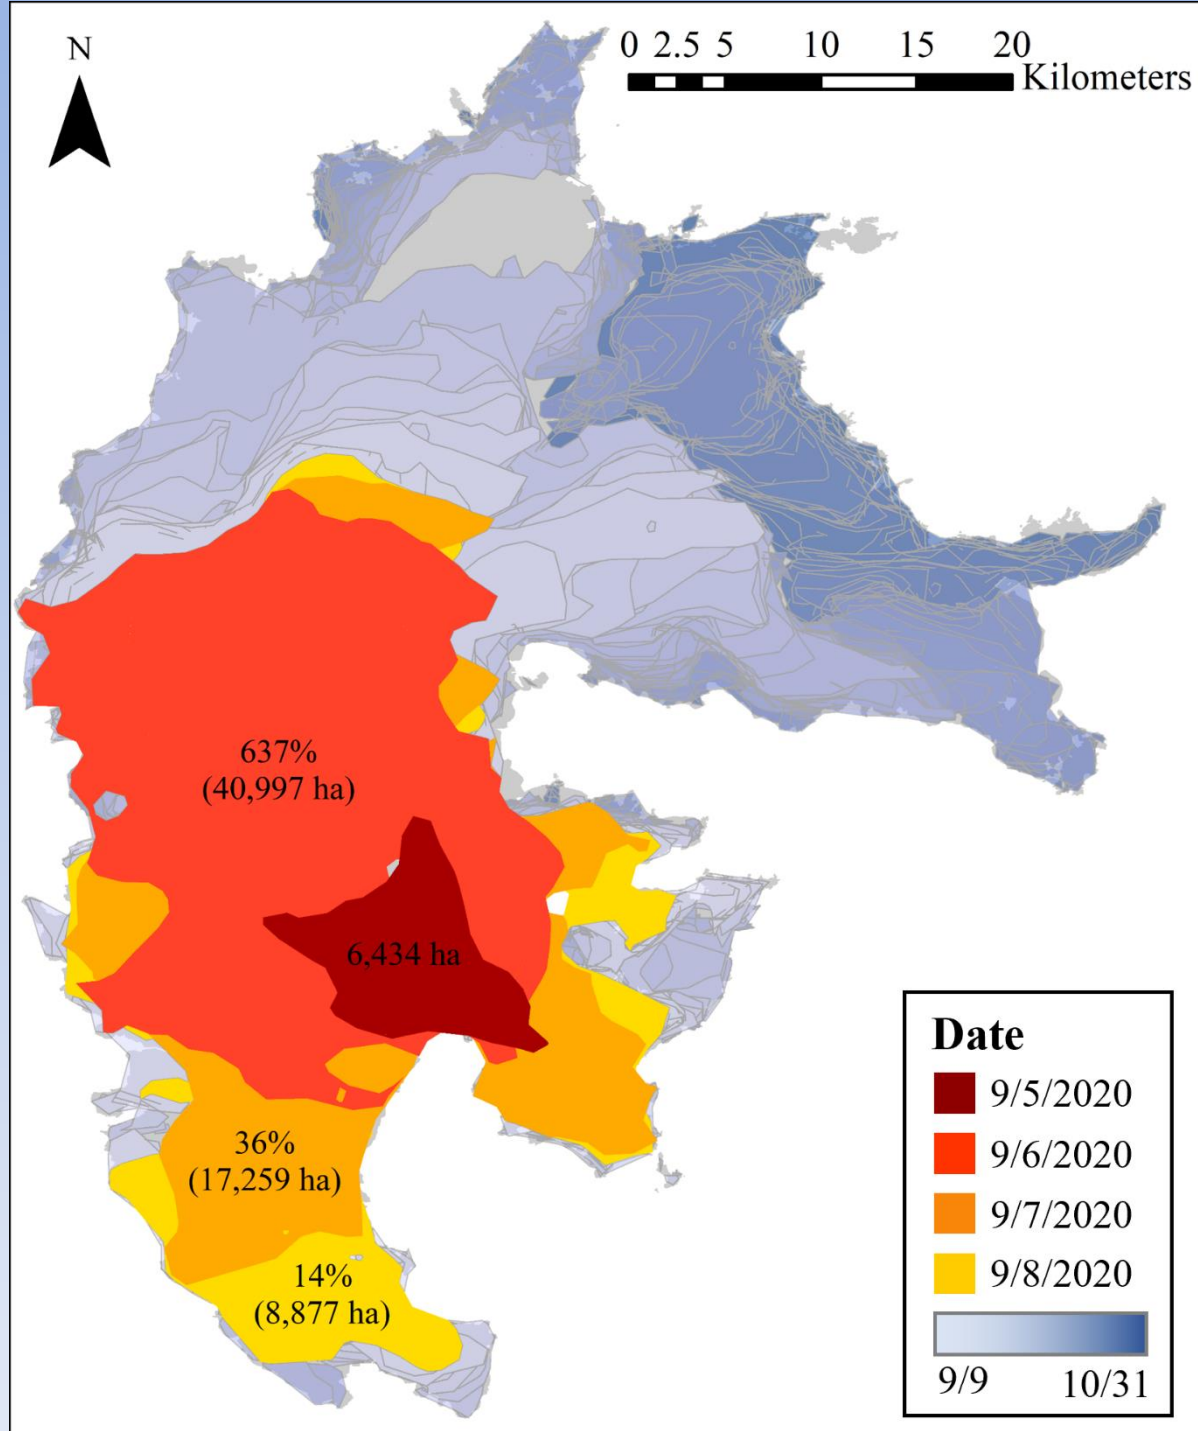 N
0 2.5 5 10 15 20
Kilometers
637%
(40,997 ha)
6,434 ha
36%
(17,259 ha)
14%
(8,877 ha)
Date
9/5/2020
9/6/2020
9/7/2020
9/8/2020
9/9 10/31